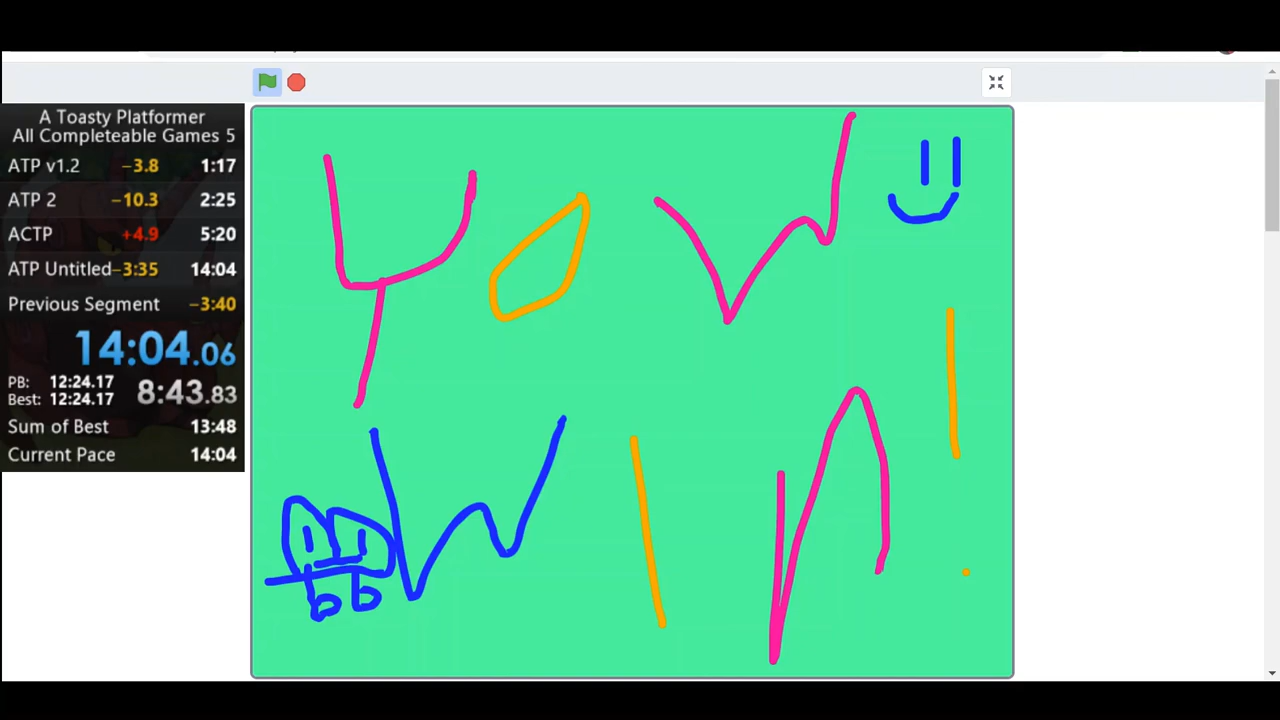 A Toasty Platformer
All Completeable Games 5
ATP v1.2 −3.8 1:17
ATP 2 −10.3 2:25
ACTP +4.9 5:20
ATP Untitled −3:35 14:04
Previous Segment −3:40
14:04.06
PB: 12:24.17
Best: 12:24.17
8:43.83
Sum of Best 13:48
Current Pace 14:04
Yow
WIn!